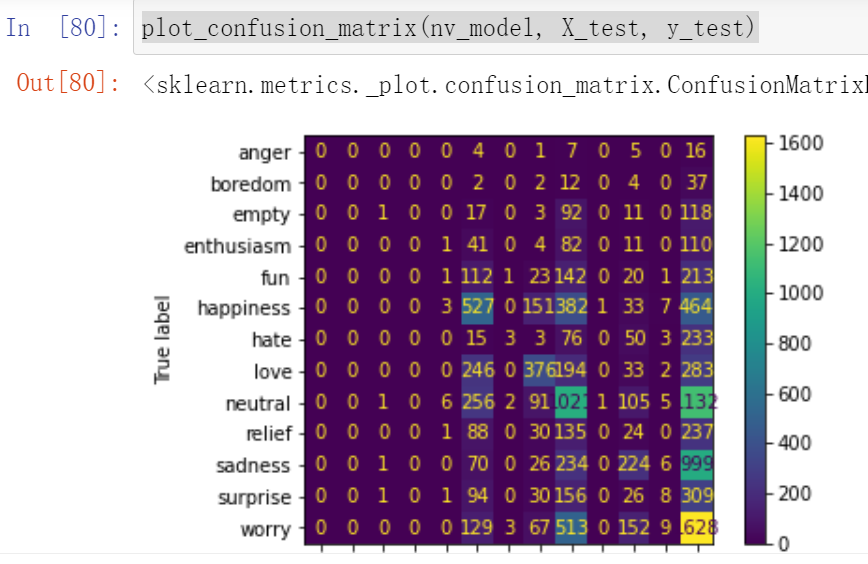 In [80]: plot_confusion_matrix(nv_model, X_test, y_test)
Out[80]: <sklearn.metrics._plot.confusion_matrix.ConfusionMatrix
True label
anger 0 0 0 0 0 4 0 1 7 0 5 0 16
boredom 0 0 0 0 0 2 0 2 12 0 4 0 37
empty 0 0 1 0 0 17 0 3 92 0 11 0 118
enthusiasm 0 0 0 0 1 41 0 4 82 0 11 0 110
fun 0 0 0 0 1 112 1 23 142 0 20 1 213
happiness 0 0 0 0 3 527 0 151 382 1 33 7 464
hate 0 0 0 0 0 15 3 3 76 0 50 3 233
love 0 0 0 0 0 246 0 376 194 0 33 2 283
neutral 0 0 1 0 6 256 2 91 1021 1 105 5 1132
relief 0 0 0 0 1 88 0 30 135 0 24 0 237
sadness 0 0 1 0 0 70 0 26 234 0 224 6 999
surprise 0 0 1 0 1 94 0 30 156 0 26 8 309
worry 0 0 0 0 0 129 3 67 513 0 152 9 1628
1600
1400
1200
1000
800
600
400
200
0